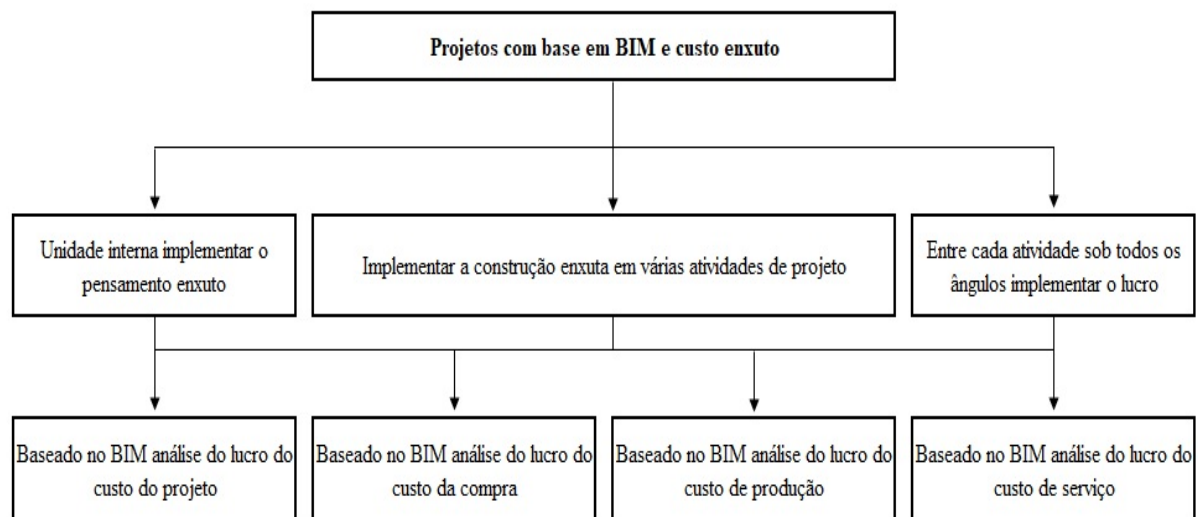 Projetos com base em BIM e custo enxuto
Unidade interna implementar o
pensamento enxuto
Implementar a construção enxuta em várias atividades de projeto
Entre cada atividade sob todos os
ângulos implementar o lucro
Baseado no BIM análise do lucro do
custo do projeto
Baseado no BIM análise do lucro do
custo da compra
Baseado no BIM análise do lucro do
custo de produção
Baseado no BIM análise do lucro do
custo de serviço